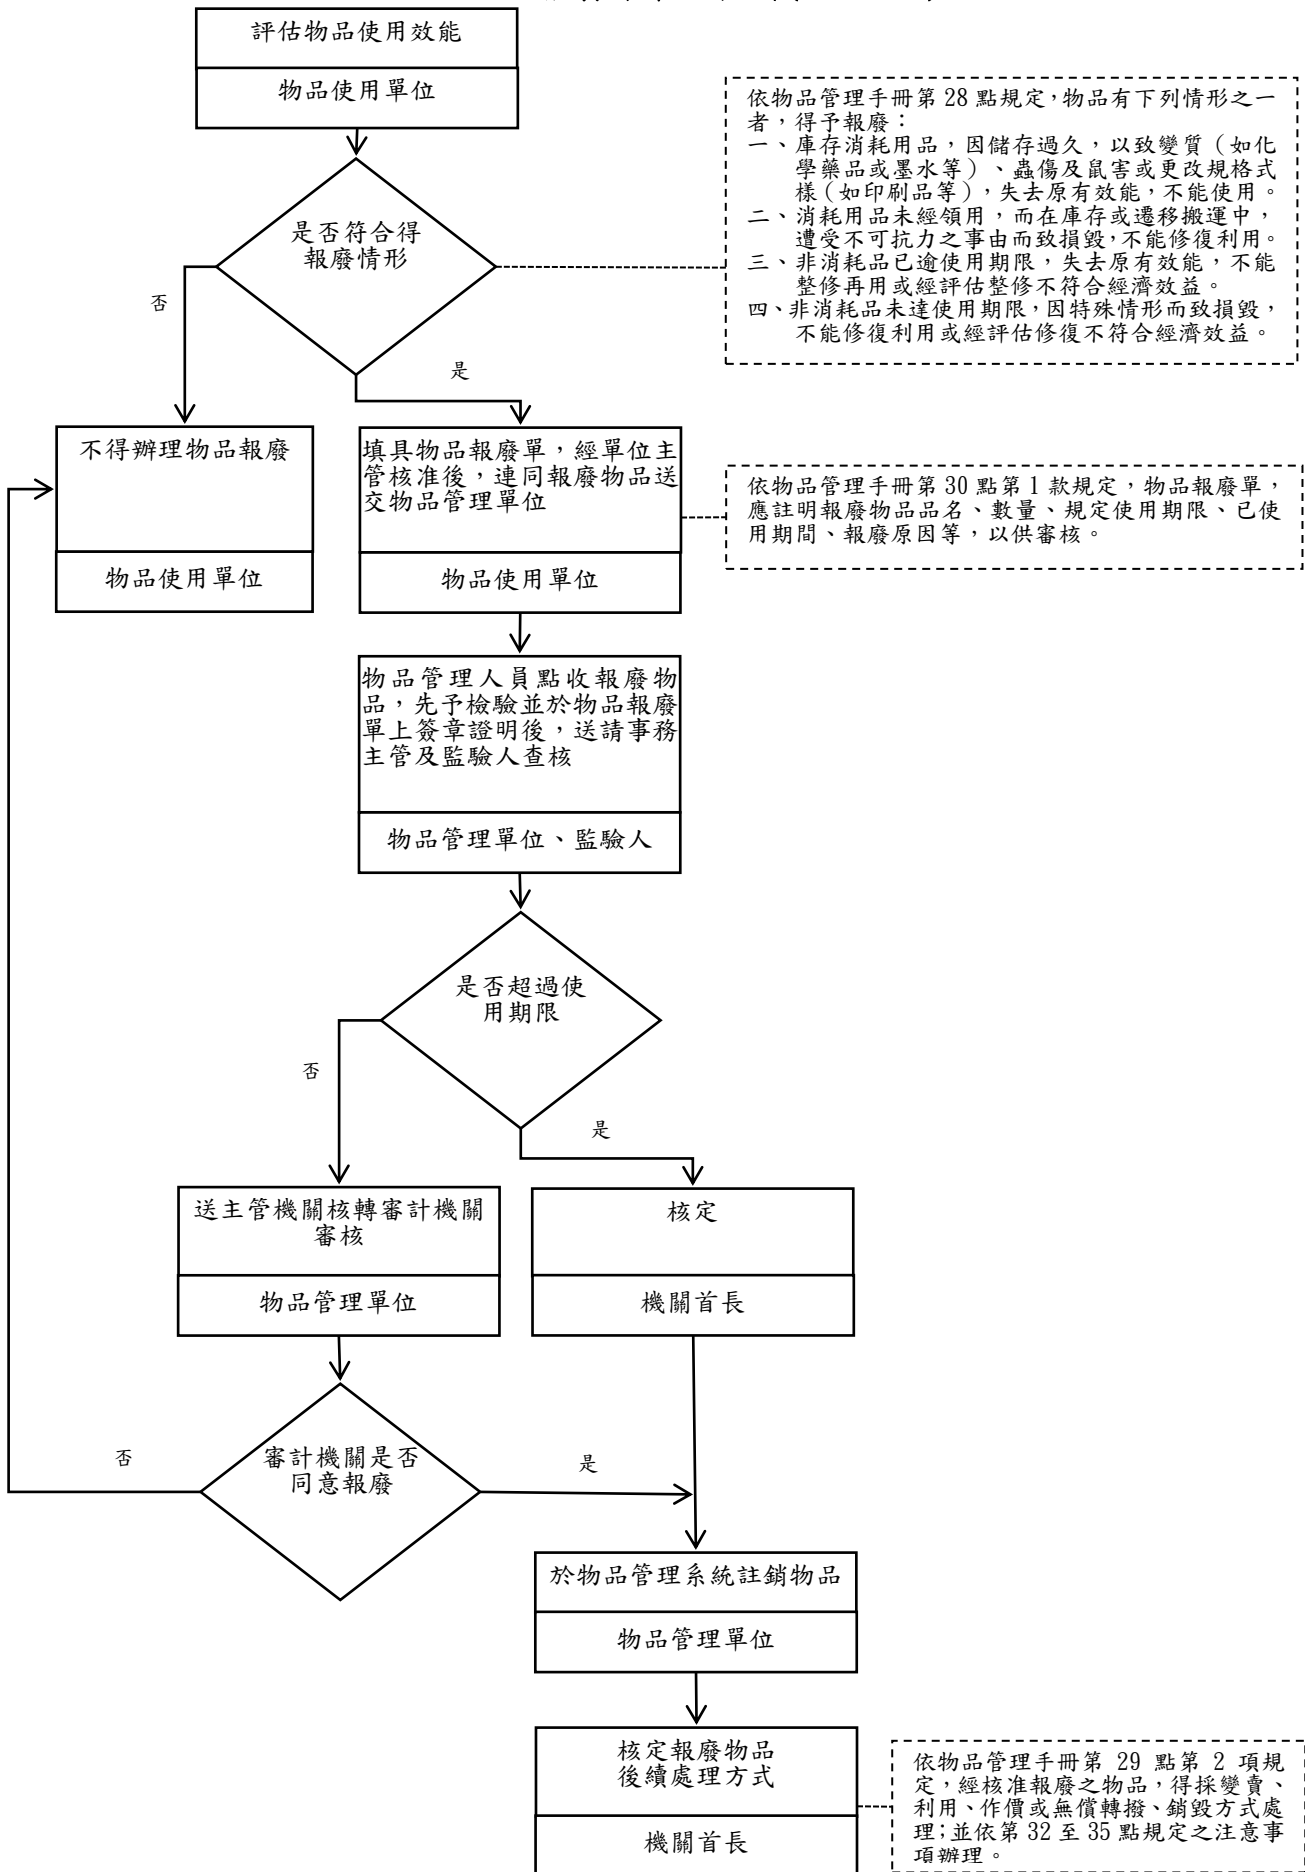 評估物品使用效能
物品使用單位
依物品管理手冊第 28 點規定,物品有下列情形之一
者,得予報廢:
一、庫存消耗用品,因儲存過久,以致變質(如化
學藥品或墨水等)、蟲傷及鼠害或更改規格式
樣(如印刷品等),失去原有效能,不能使用。
二、消耗用品未經領用,而在庫存或遷移搬運中,
遭受不可抗力之事由而致損毀,不能修復利用。
三、非消耗品已逾使用期限,失去原有效能,不能
整修再用或經評估整修不符合經濟效益。
四、非消耗品未達使用期限,因特殊情形而致損毀,
不能修復利用或經評估修復不符合經濟效益。
是否符合得
報廢情形
否
是
不得辦理物品報廢
物品使用單位
填具物品報廢單,經單位主
管核准後,連同報廢物品送
交物品管理單位
物品使用單位
依物品管理手冊第 30 點第 1 款規定,物品報廢單,
應註明報廢物品品名、數量、規定使用期限、已使
用期間、報廢原因等,以供審核。
物品管理人員點收報廢物
品,先予檢驗並於物品報廢
單上簽章證明後,送請事務
主管及監驗人查核
物品管理單位、監驗人
是否超過使
用期限
否
是
送主管機關核轉審計機關
審核
物品管理單位
核定
機關首長
審計機關是否
同意報廢
否
是
於物品管理系統註銷物品
物品管理單位
核定報廢物品
後續處理方式
機關首長
依物品管理手冊第 29 點第 2 項規
定,經核准報廢之物品,得採變賣、
利用、作價或無償轉撥、銷毀方式處
理;並依第 32 至 35 點規定之注意事
項辦理。